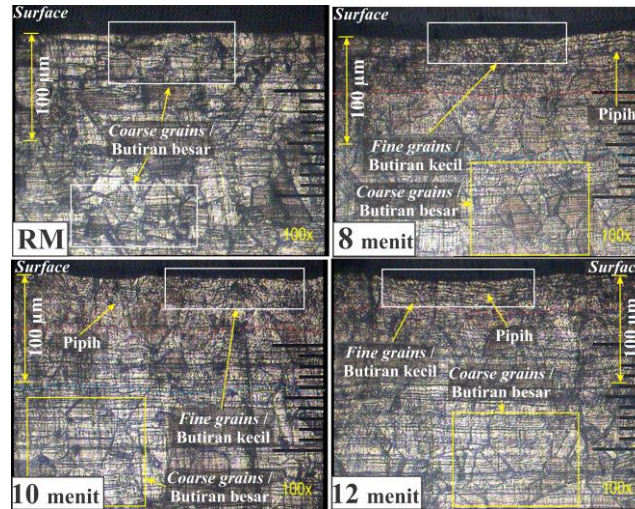 Surface
100 µm
Coarse grains /
Butiran besar
RM
100x
Surface
100 µm
Pipih
Fine grains /
Butiran kecil
Coarse grains /
Butiran besar
8 menit
100x
Surface
100 µm
Pipih
Fine grains /
Butiran kecil
Coarse grains /
Butiran besar
10 menit
100x
Surface
100 µm
Pipih
Fine grains /
Butiran kecil
Coarse grains /
Butiran besar
12 menit
100x